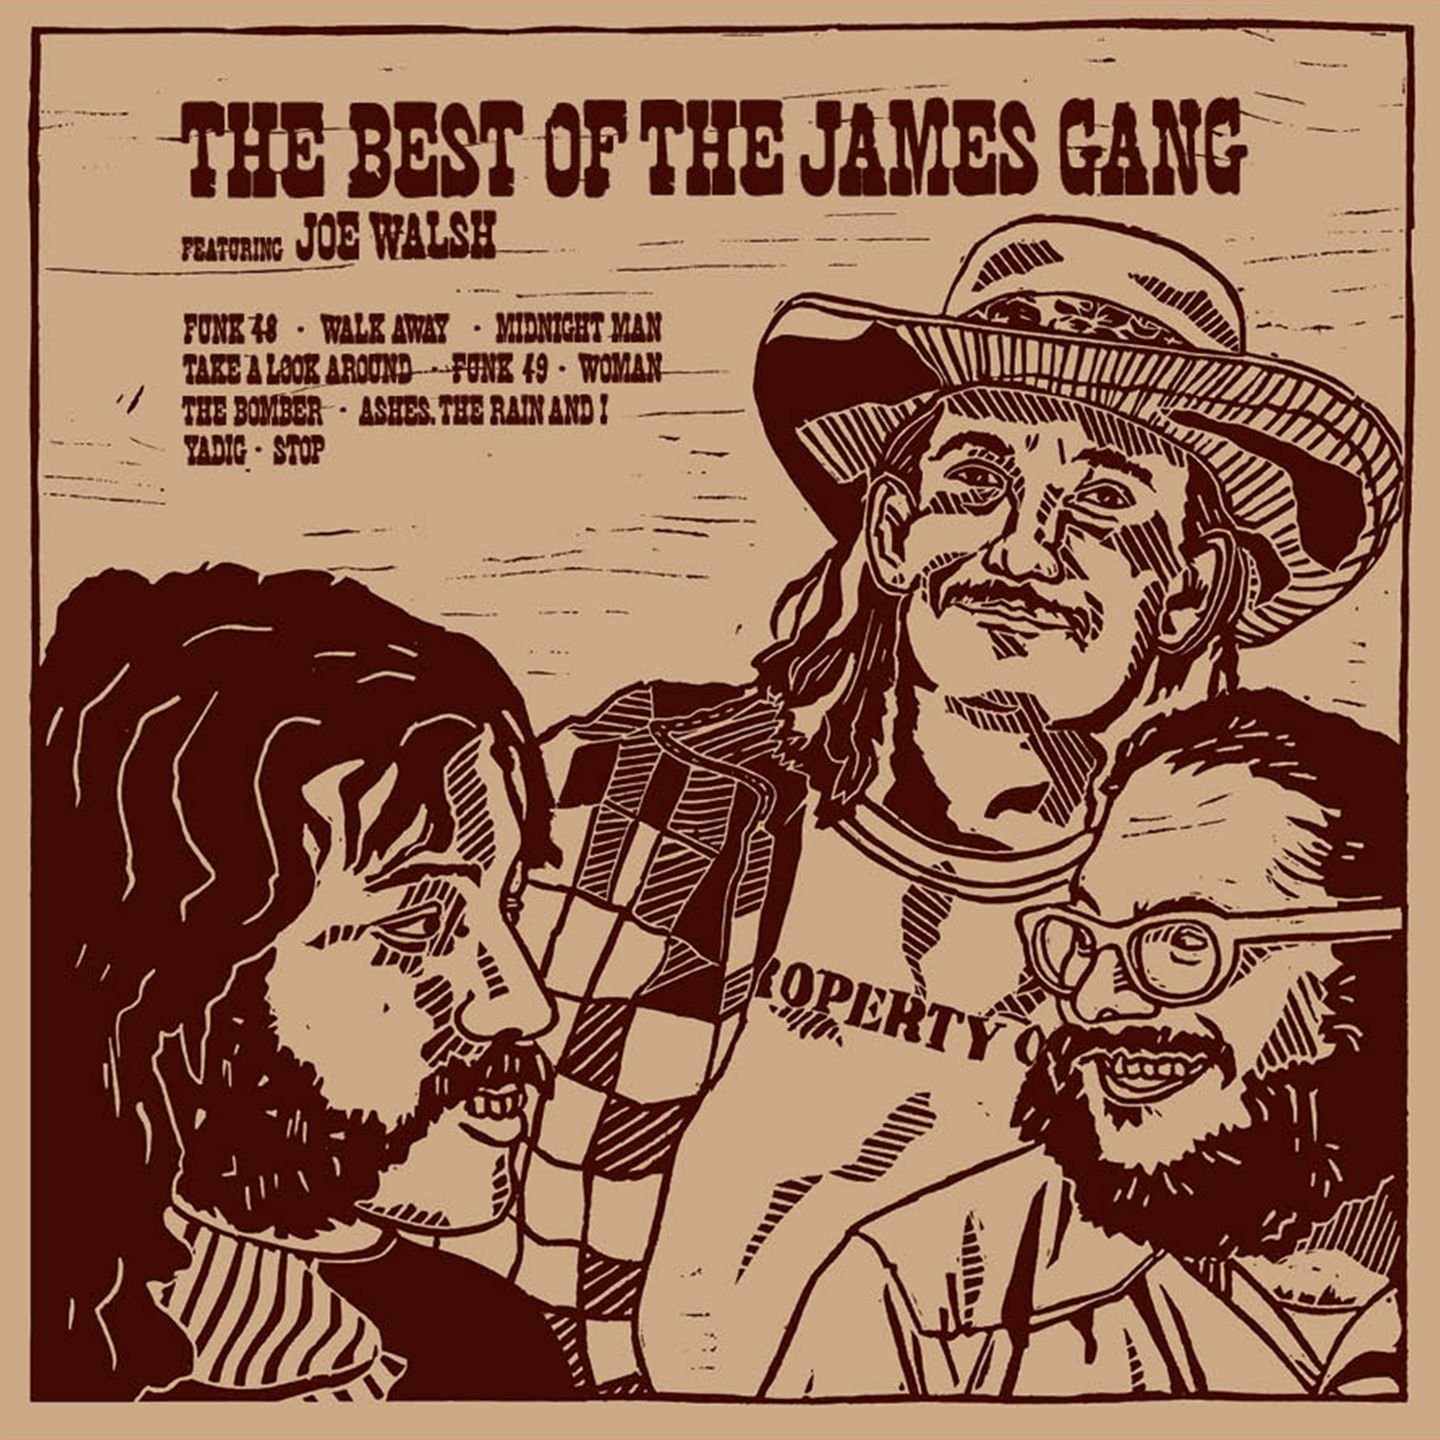 THE BEST OF THE JAMES GANG
FEATURING JOE WALSH
FUNK 48 · WALK AWAY · MIDNIGHT MAN
TAKE A LOOK AROUND · FUNK 49 · WOMAN
THE BOMBER · ASHES. THE RAIN AND I
YADIG · STOP
ROPERTY O